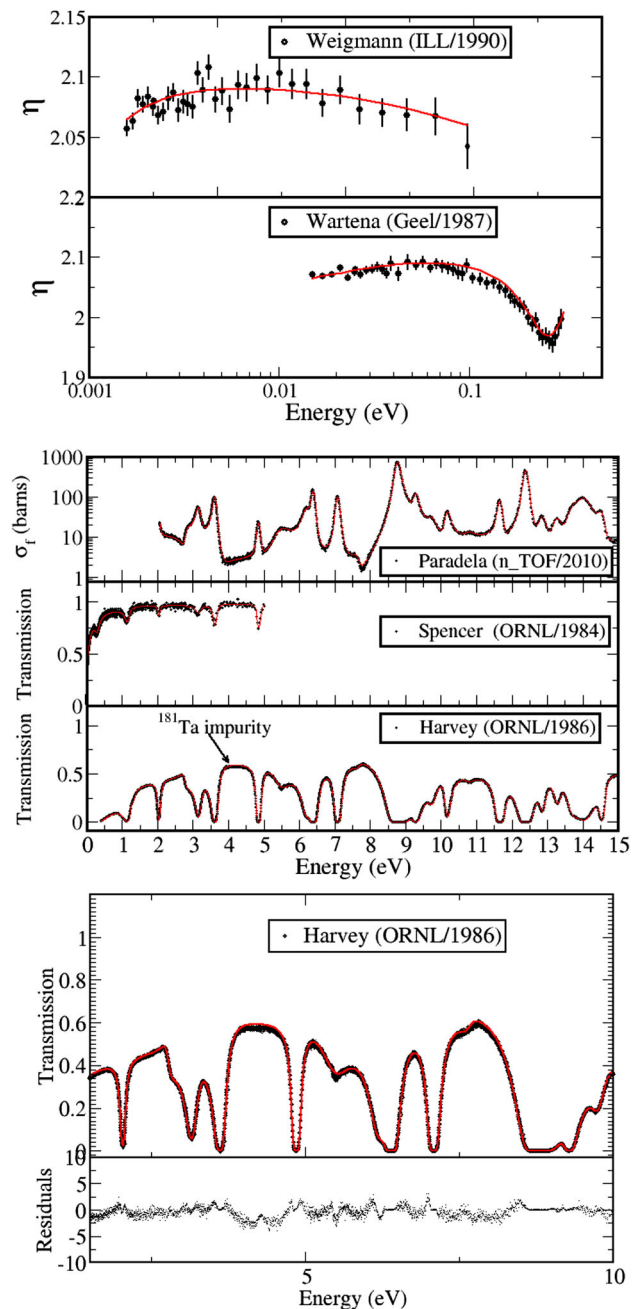 2.15
Weigmann (ILL/1990)
2.1
η
2.05
2.2
Wartena (Geel/1987)
2.1
η
2
1.9
0.001 0.01 0.1
Energy (eV)
1000
100
10
1
σf (barns)
Paradela (n_TOF/2010)
1
0.5
0
Transmission
Spencer (ORNL/1984)
1
0.5
0
Transmission
181Ta impurity
Harvey (ORNL/1986)
0 1 2 3 4 5 6 7 8 9 10 11 12 13 14 15
Energy (eV)
Harvey (ORNL/1986)
1
0.8
0.6
0.4
0.2
0
Transmission
10
5
0
-5
-10
Residuals
5 10
Energy (eV)